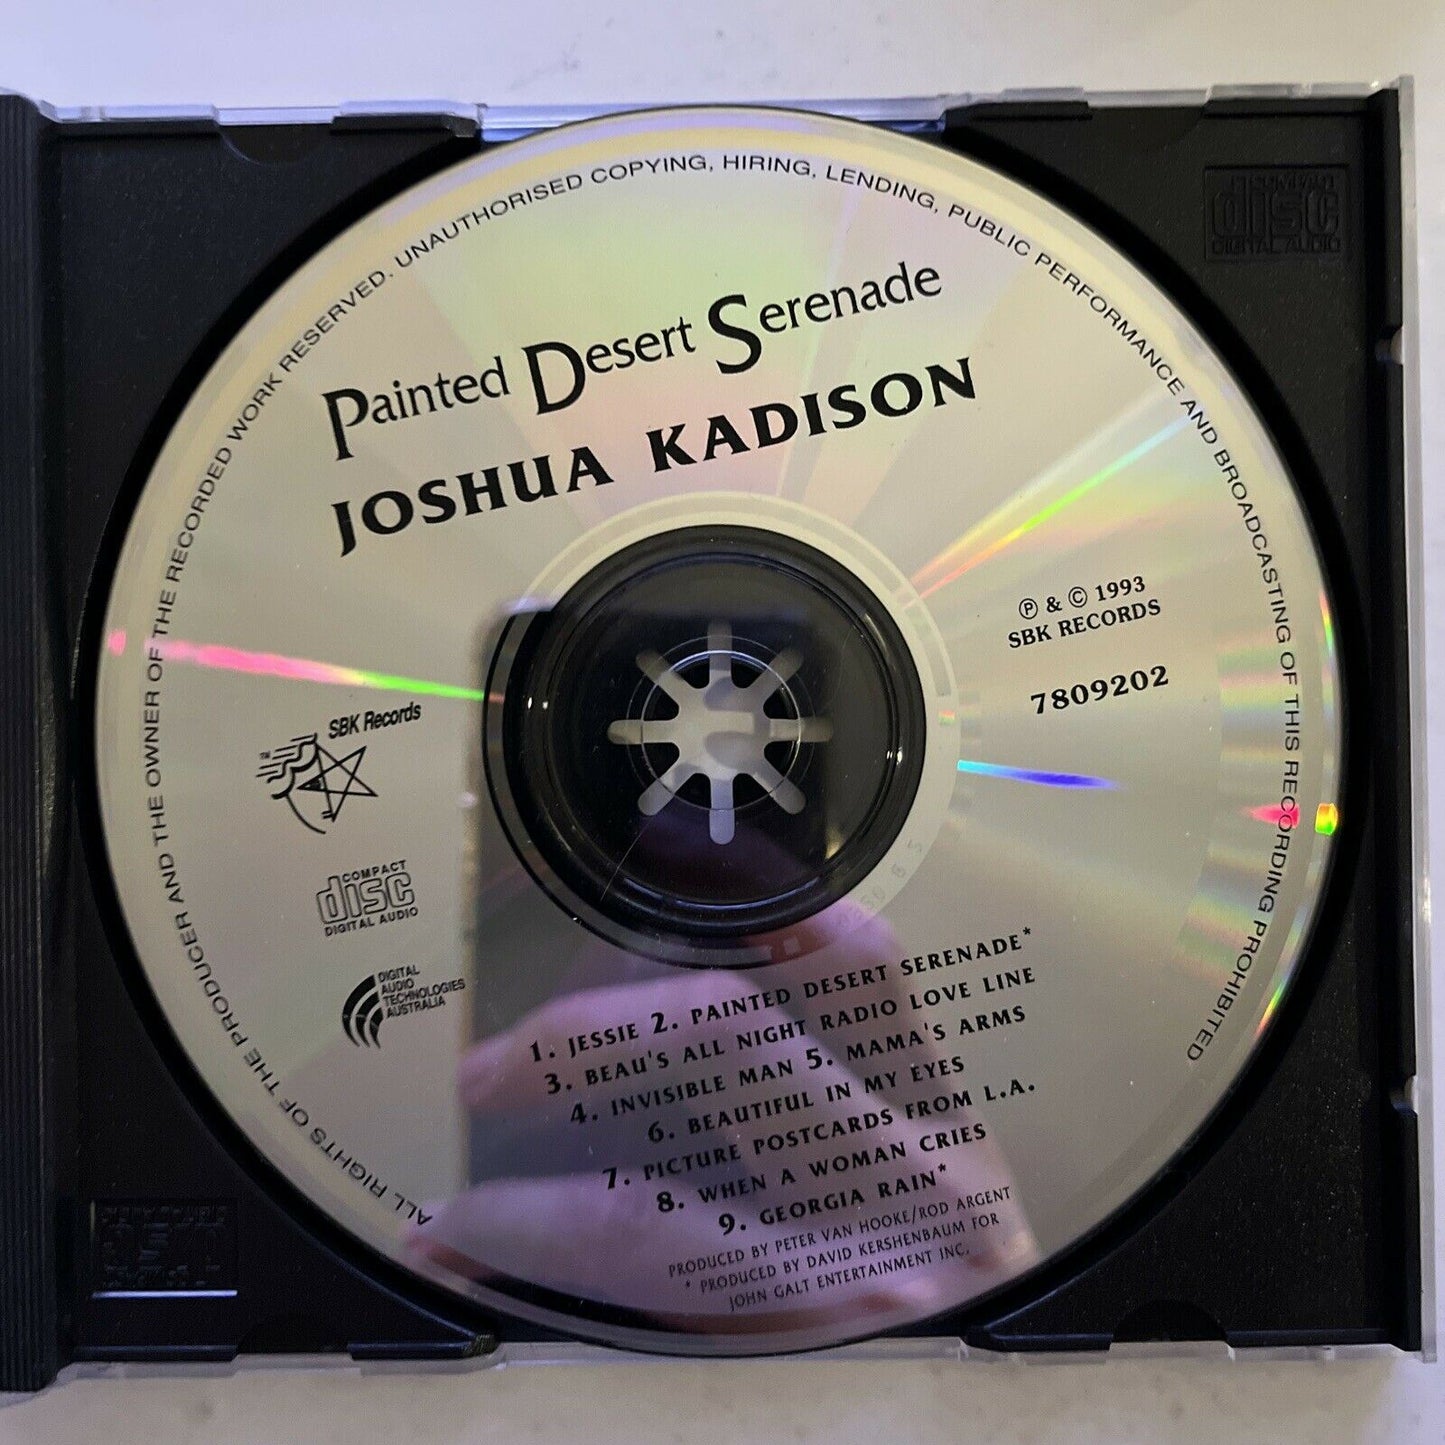 ALL RIGHTS OF THE PRODUCER AND THE OWNER OF THE RECORDED WORK RESERVED. UNAUTHORISED COPYING, HIRING, LENDING, PUBLIC PERFORMANCE AND BROADCASTING OF THIS RECORDING PROHIBITED
Painted Desert Serenade
JOSHUA KADISON
℗ & © 1993
SBK RECORDS
7809202
TM
SBK Records
COMPACT
disc
DIGITAL AUDIO
DIGITAL
AUDIO
TECHNOLOGIES
AUSTRALIA
1. JESSIE 2. PAINTED DESERT SERENADE*
3. BEAU'S ALL NIGHT RADIO LOVE LINE
4. INVISIBLE MAN 5. MAMA'S ARMS
6. BEAUTIFUL IN MY EYES
7. PICTURE POSTCARDS FROM L.A.
8. WHEN A WOMAN CRIES
9. GEORGIA RAIN*
PRODUCED BY PETER VAN HOOKE/ROD ARGENT
* PRODUCED BY DAVID KERSHENBAUM FOR
JOHN GALT ENTERTAINMENT INC.
COMPACT
disc
DIGITAL AUDIO